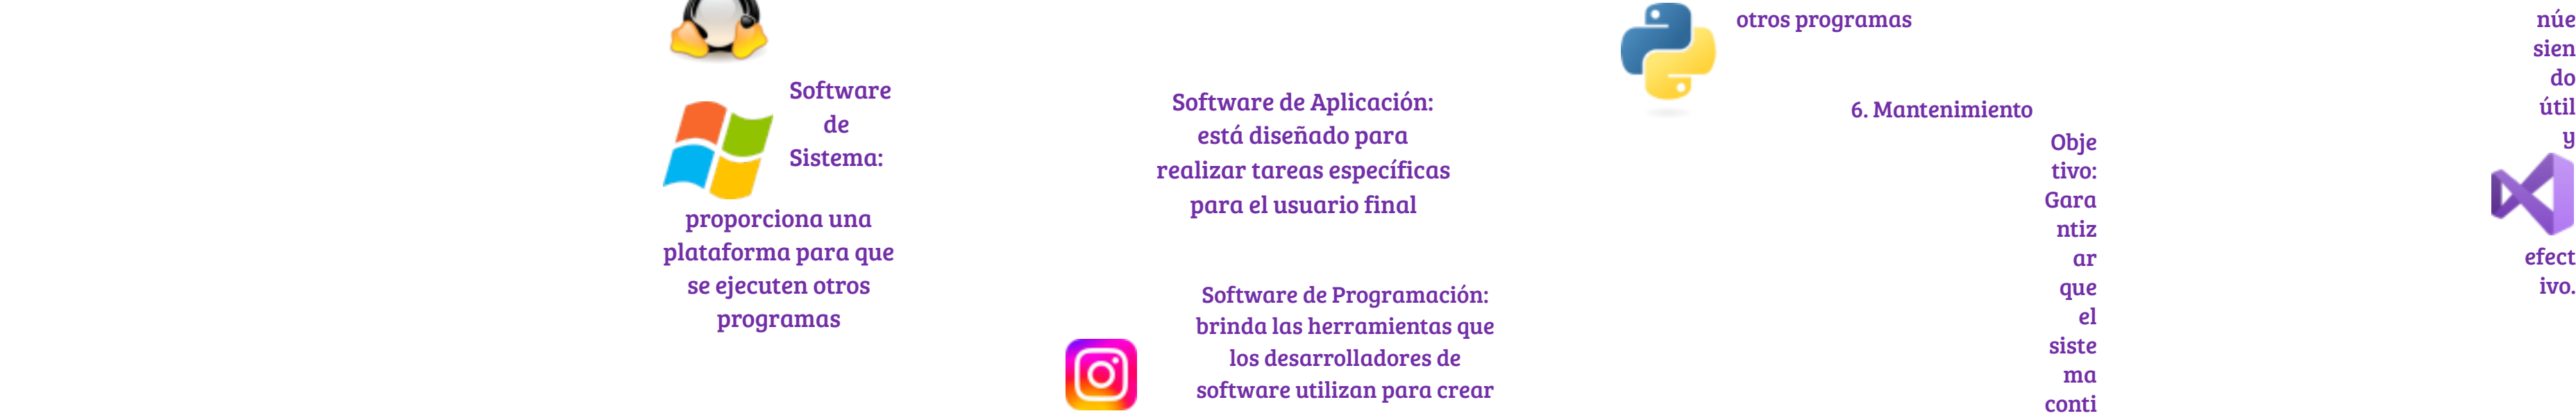 Software
de
Sistema:
proporciona una
plataforma para que
se ejecuten otros
programas
Software de Aplicación:
está diseñado para
realizar tareas específicas
para el usuario final
Software de Programación:
brinda las herramientas que
los desarrolladores de
software utilizan para crear
otros programas
6. Mantenimiento
Obje
tivo:
Gara
ntiz
ar
que
el
siste
ma
conti
núe
sien
do
útil
y
efect
ivo.